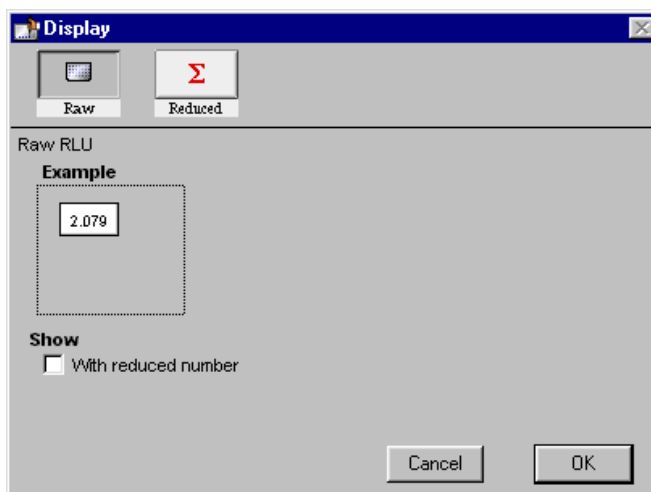 Display
Σ
Raw
Reduced
Raw RLU
Example
2.079
Show
With reduced number
Cancel
OK